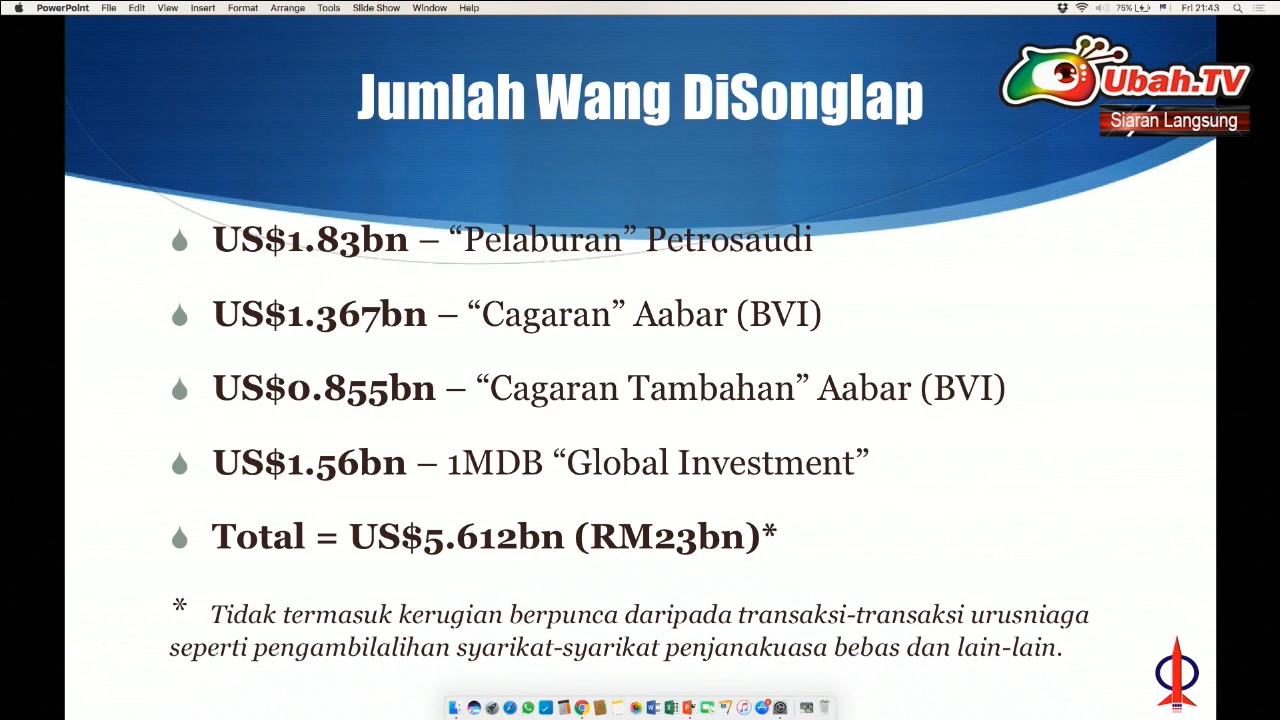 PowerPoint File Edit View Insert Format Arrange Tools Slide Show Window Help 75% Fri 21:43
Jumlah Wang DiSonglap
Ubah.TV
Siaran Langsung
US$1.83bn – “Pelaburan” Petrosaudi
US$1.367bn – “Cagaran” Aabar (BVI)
US$0.855bn – “Cagaran Tambahan” Aabar (BVI)
US$1.56bn – 1MDB “Global Investment”
Total = US$5.612bn (RM23bn)*
* Tidak termasuk kerugian berpunca daripada transaksi-transaksi urusniaga
seperti pengambilalihan syarikat-syarikat penjanakuasa bebas dan lain-lain.